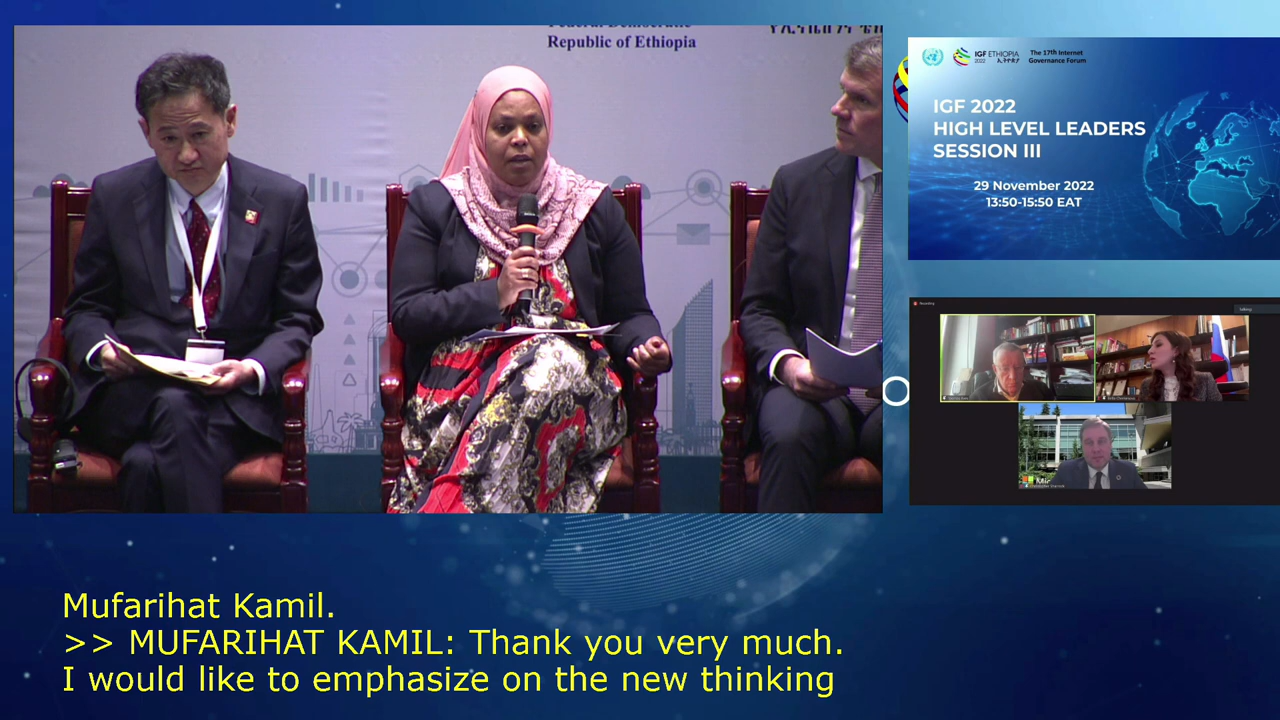 Republic of Ethiopia
IGF ETHIOPIA
2022 ኢትዮጵያ
The 17th Internet
Governance Forum
IGF 2022
HIGH LEVEL LEADERS
SESSION III
29 November 2022
13:50-15:50 EAT
Recording
Mufarihat Kamil.
>> MUFARIHAT KAMIL: Thank you very much.
I would like to emphasize on the new thinking